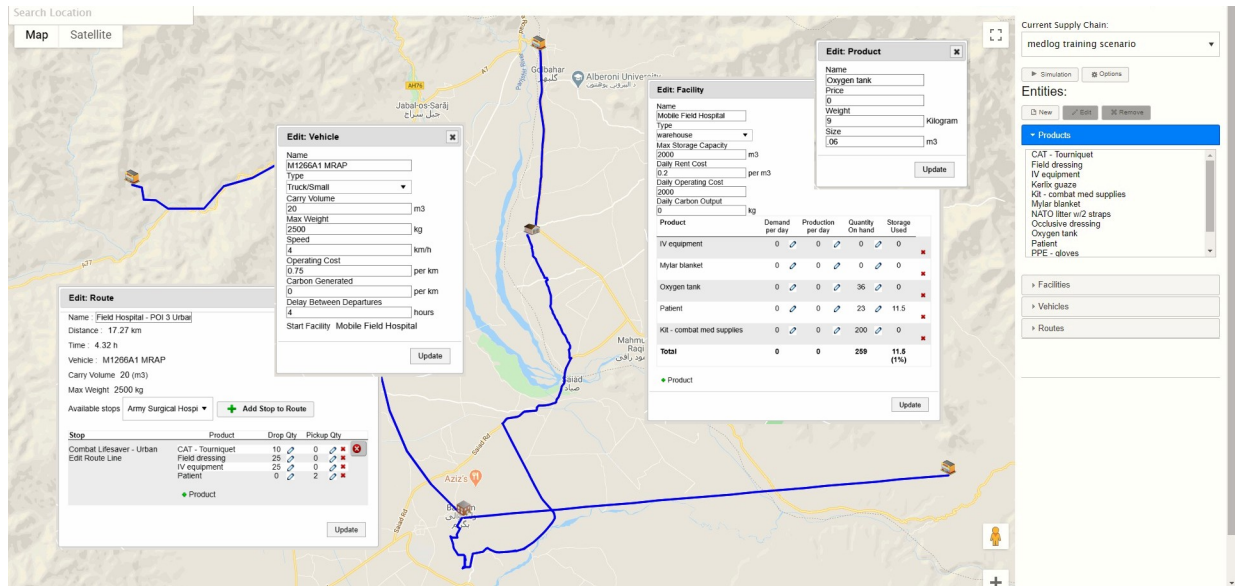 Search Location
Map Satellite
Golbahar
گلبهار
Alberoni University
AH76
A7
Jabal-os-Sarāj
جبل سراج
A77
Sayad
صیاد
Sayad Rd
Aziz's
Edit: Vehicle
Name
M1266A1 MRAP
Type
Truck/Small
Carry Volume
20 m3
Max Weight
2500 kg
Speed
4 km/h
Operating Cost
0.75 per km
Carbon Generated
0 per km
Delay Between Departures
4 hours
Start Facility Mobile Field Hospital
Update
Edit: Route
Name : Field Hospital - POI 3 Urban
Distance : 17.27 km
Time : 4.32 h
Vehicle : M1266A1 MRAP
Carry Volume 20 (m3)
Max Weight 2500 kg
Available stops Army Surgical Hospi Add Stop to Route
Stop Product Drop Qty Pickup Qty
Combat Lifesaver - Urban CAT - Tourniquet 10 0
Edit Route Line Field dressing 25 0
IV equipment 25 0
Patient 0 2
Product
Update
Edit: Facility
Name
Mobile Field Hospital
Type
warehouse
Max Storage Capacity
2000 m3
Daily Rent Cost
0.2 per m3
Daily Operating Cost
2000
Daily Carbon Output
0 kg
Product Demand per day Production per day Quantity On hand Storage Used
IV equipment 0 0 0 0
Mylar blanket 0 0 0 0
Oxygen tank 0 0 36 0
Patient 0 0 23 11.5
Kit - combat med supplies 0 0 200 0
Total 0 0 259 11.5
(1%)
Product
Update
Edit: Product
Name
Oxygen tank
Price
0
Weight
9 Kilogram
Size
.06 m3
Update
Current Supply Chain:
medlog training scenario
Simulation Options
Entities:
New Edit Remove
Products
CAT - Tourniquet
Field dressing
IV equipment
Kerlix guaze
Kit - combat med supplies
Mylar blanket
NATO litter w/2 straps
Occlusive dressing
Oxygen tank
Patient
PPE - gloves
Facilities
Vehicles
Routes